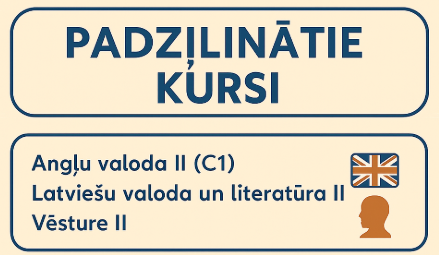 PADZIĻINĀTIE
KURSI
Angļu valoda II (C1)
Latviešu valoda un literatūra II
Vēsture II